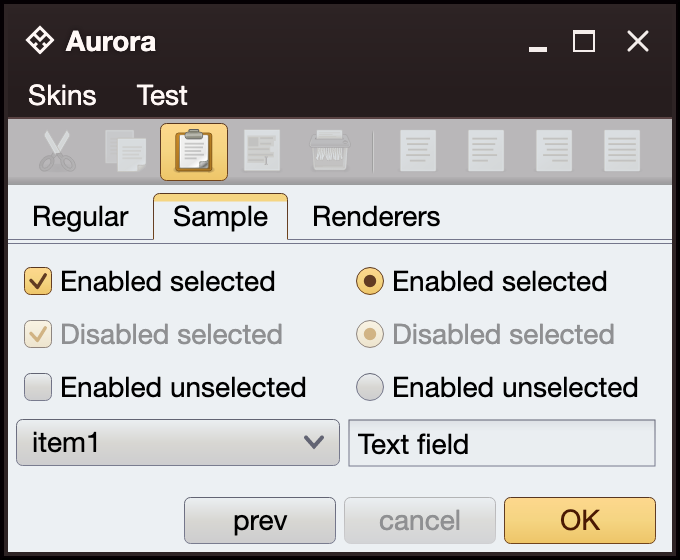 Aurora
Skins Test
Regular Sample Renderers
Enabled selected Enabled selected
Disabled selected Disabled selected
Enabled unselected Enabled unselected
item1 Text field
prev cancel OK